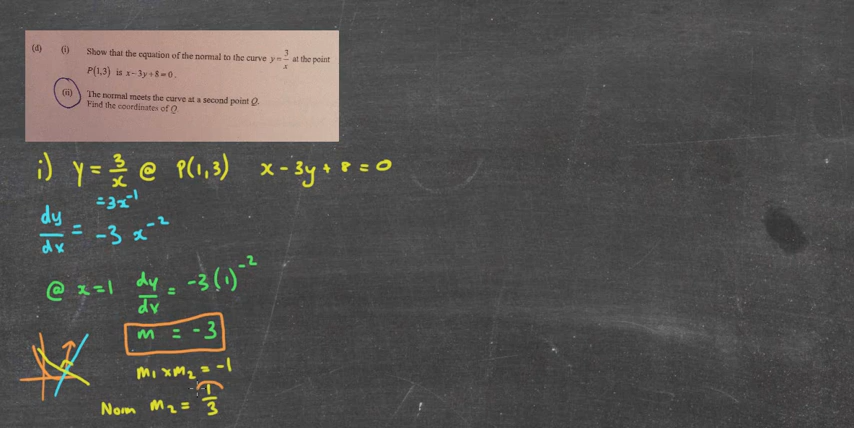 (d) (i) Show that the equation of the normal to the curve y = 3/x at the point
P(1,3) is x − 3y + 8 = 0.
(ii) The normal meets the curve at a second point Q.
Find the coordinates of Q.
i) y = 3/x @ P(1,3) x - 3y + 8 = 0
= 3x⁻¹
dy/dx = -3 x⁻²
@ x=1 dy/dx = -3(1)⁻²
m = -3
m₁ × m₂ = -1
Norm m₂ = 1/3